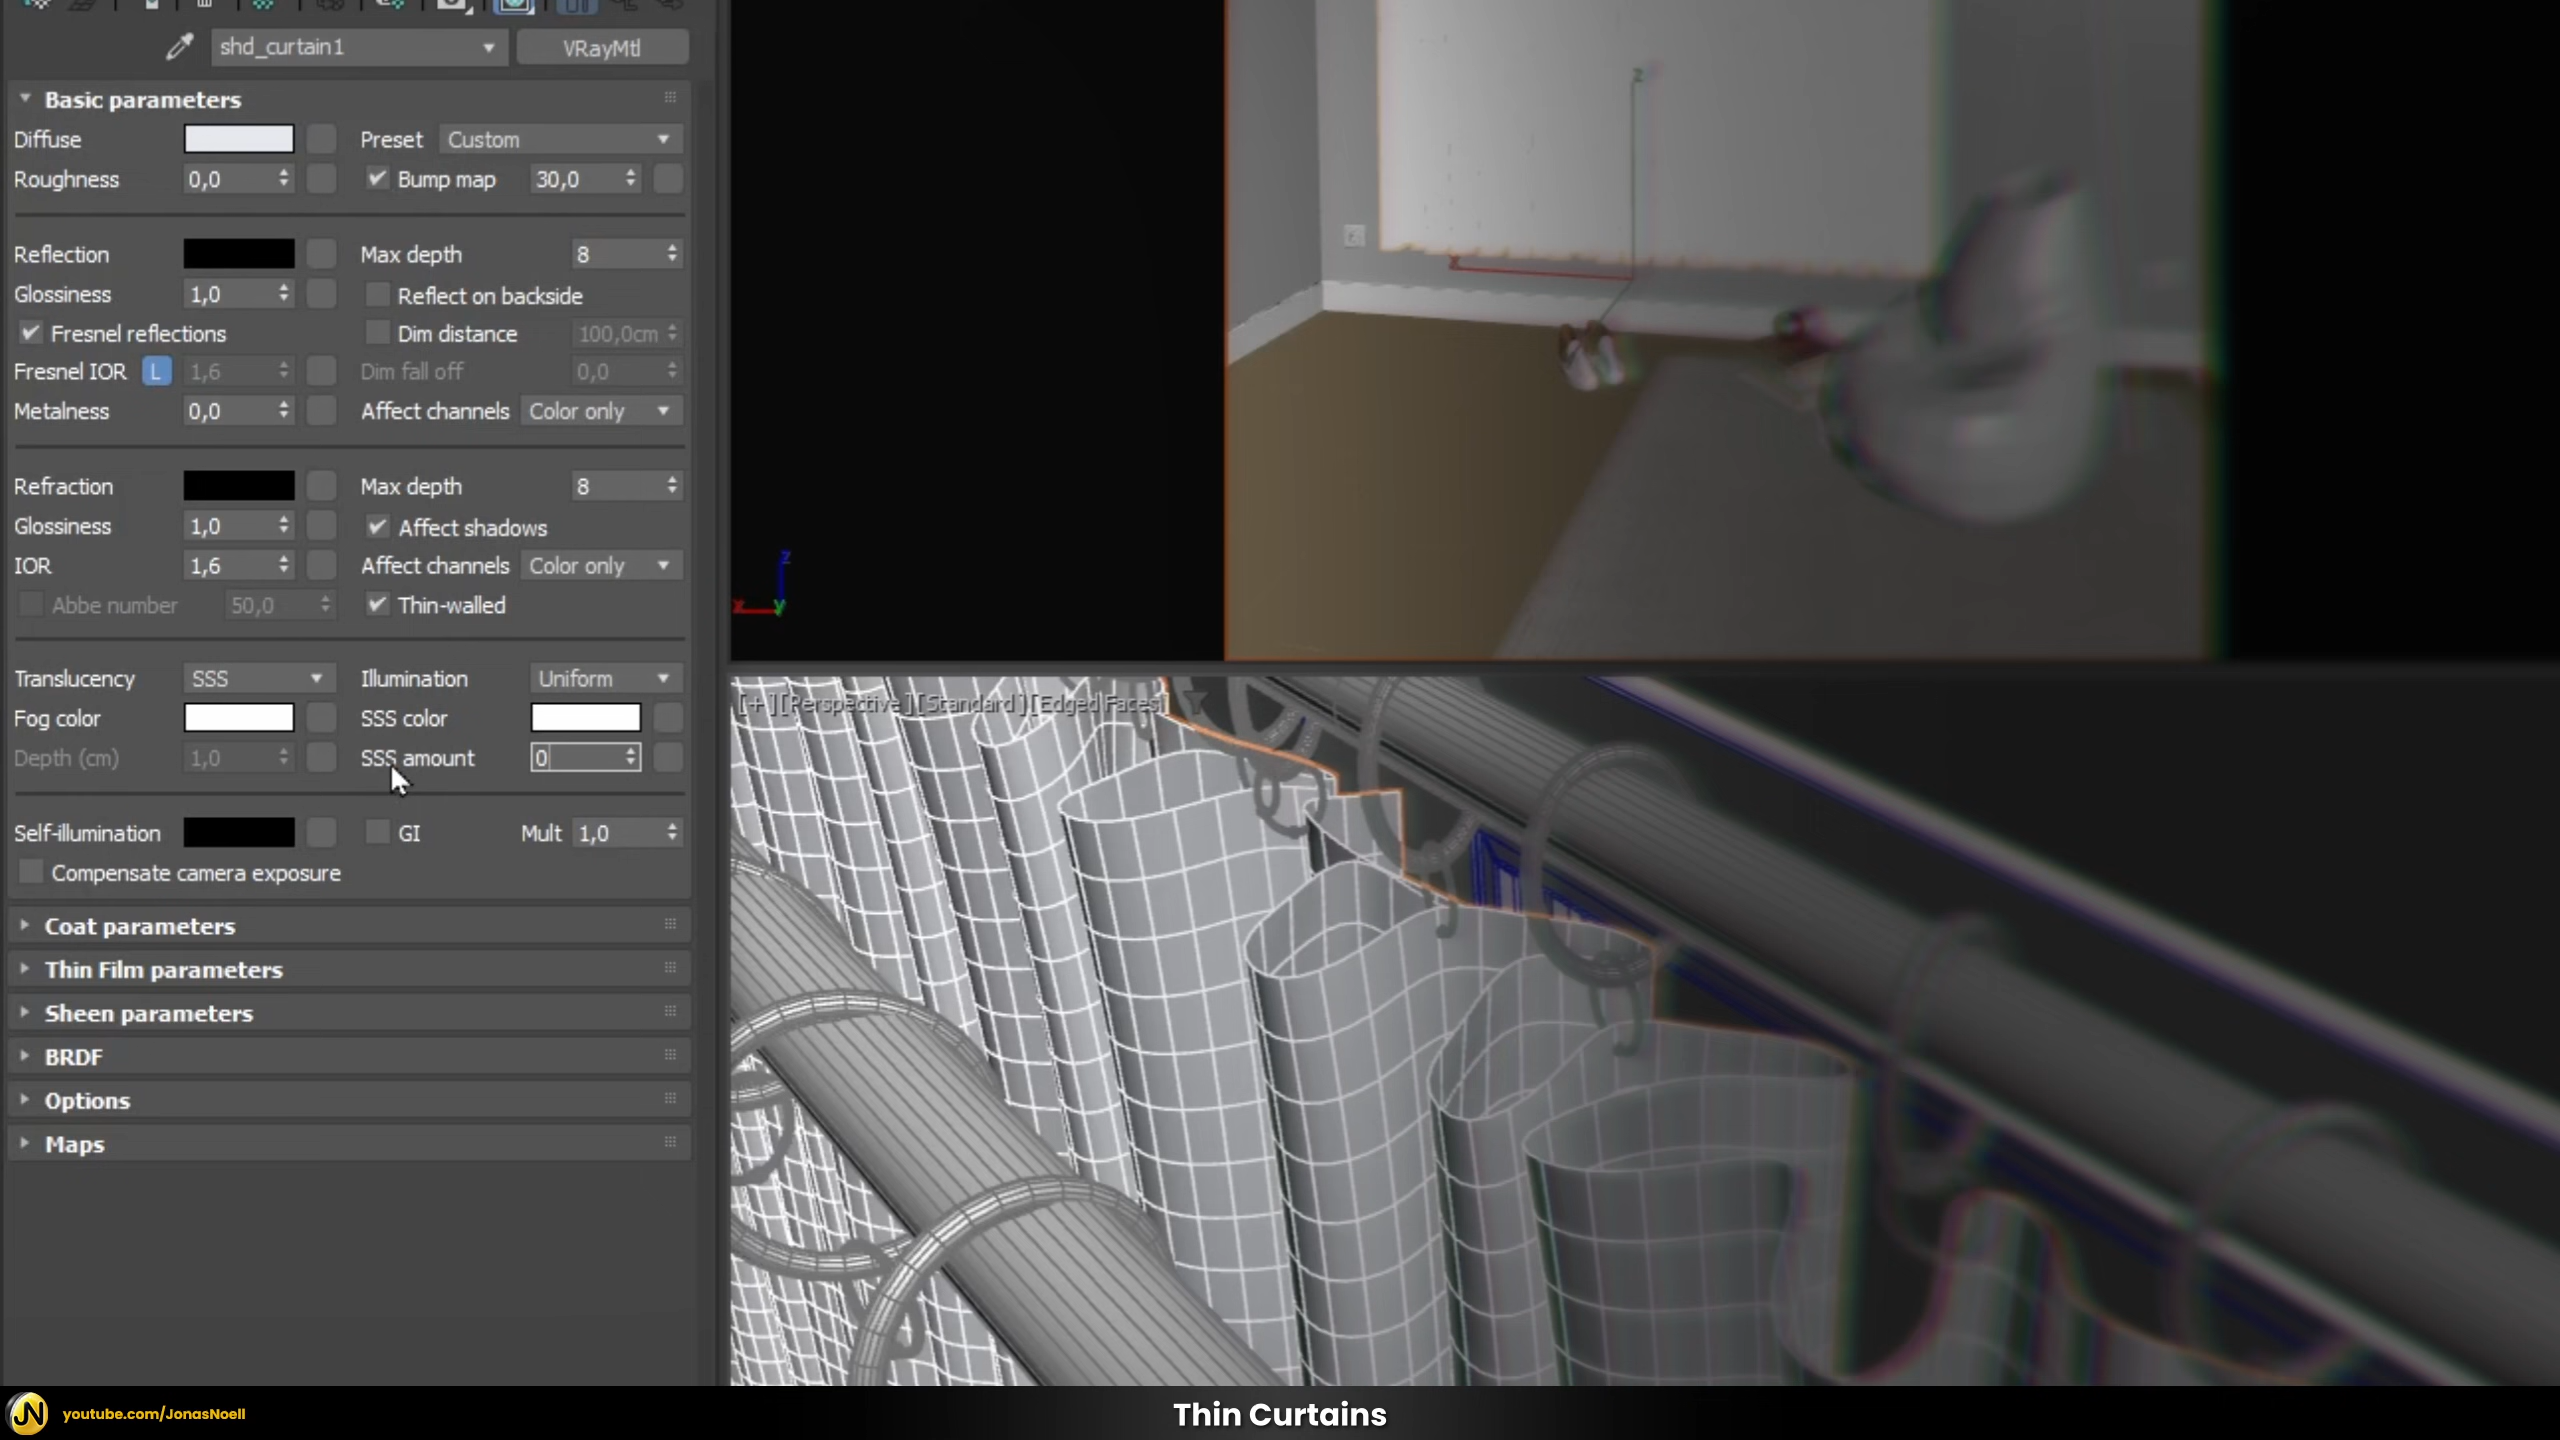 shd_curtain1 VRayMtl
Basic parameters
Diffuse Preset Custom
Roughness 0,0 Bump map 30,0
Reflection Max depth 8
Glossiness 1,0 Reflect on backside
Fresnel reflections Dim distance 100,0cm
Fresnel IOR L 1,6 Dim fall off 0,0
Metalness 0,0 Affect channels Color only
Refraction Max depth 8
Glossiness 1,0 Affect shadows
IOR 1,6 Affect channels Color only
Abbe number 50,0 Thin-walled
Translucency SSS Illumination Uniform
Fog color SSS color
Depth (cm) 1,0 SSS amount 0
Self-illumination GI Mult 1,0
Compensate camera exposure
Coat parameters
Thin Film parameters
Sheen parameters
BRDF
Options
Maps
z
x
z
x y
[+][Perspective][Standard][Edged Faces]
JN youtube.com/JonasNoell
Thin Curtains